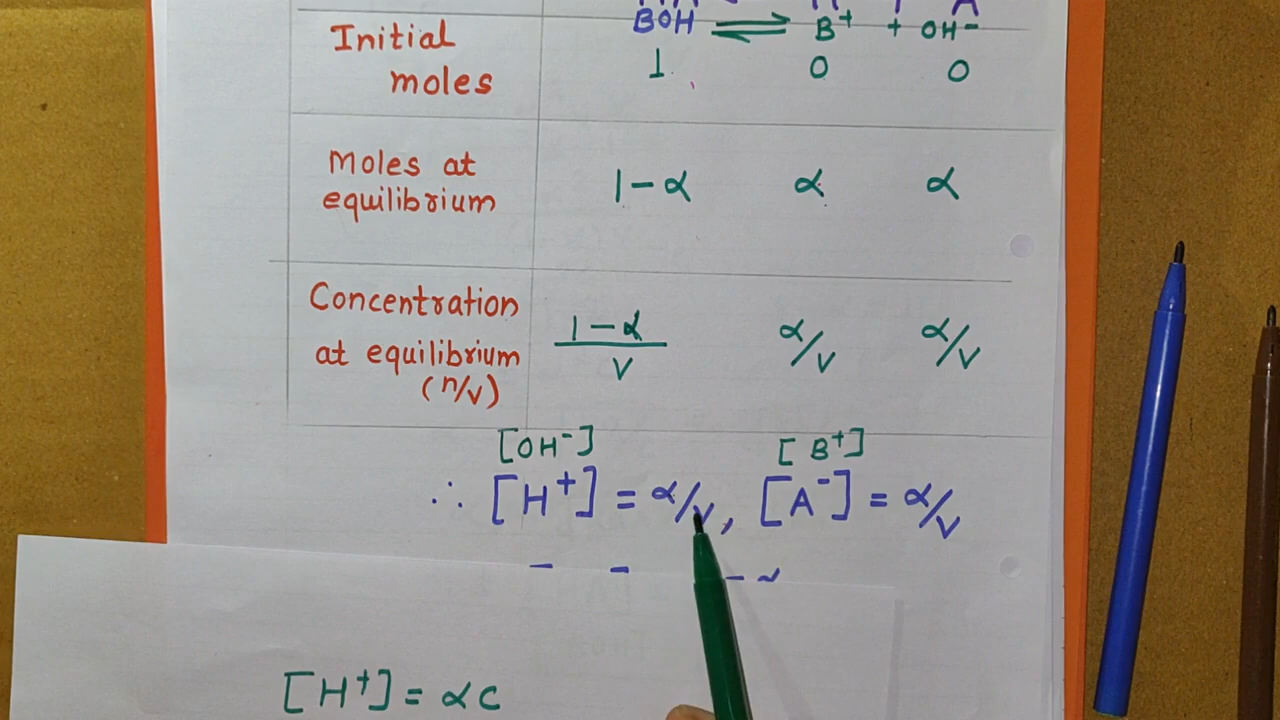 BOH ⇌ B⁺ + OH⁻
Initial moles
1 0 0
Moles at equilibrium
1-α α α
Concentration at equilibrium (n/v)
1-α/v α/v α/v
[OH⁻] [B⁺]
∴ [H⁺] = α/v, [A⁻] = α/v
[H⁺] = αc